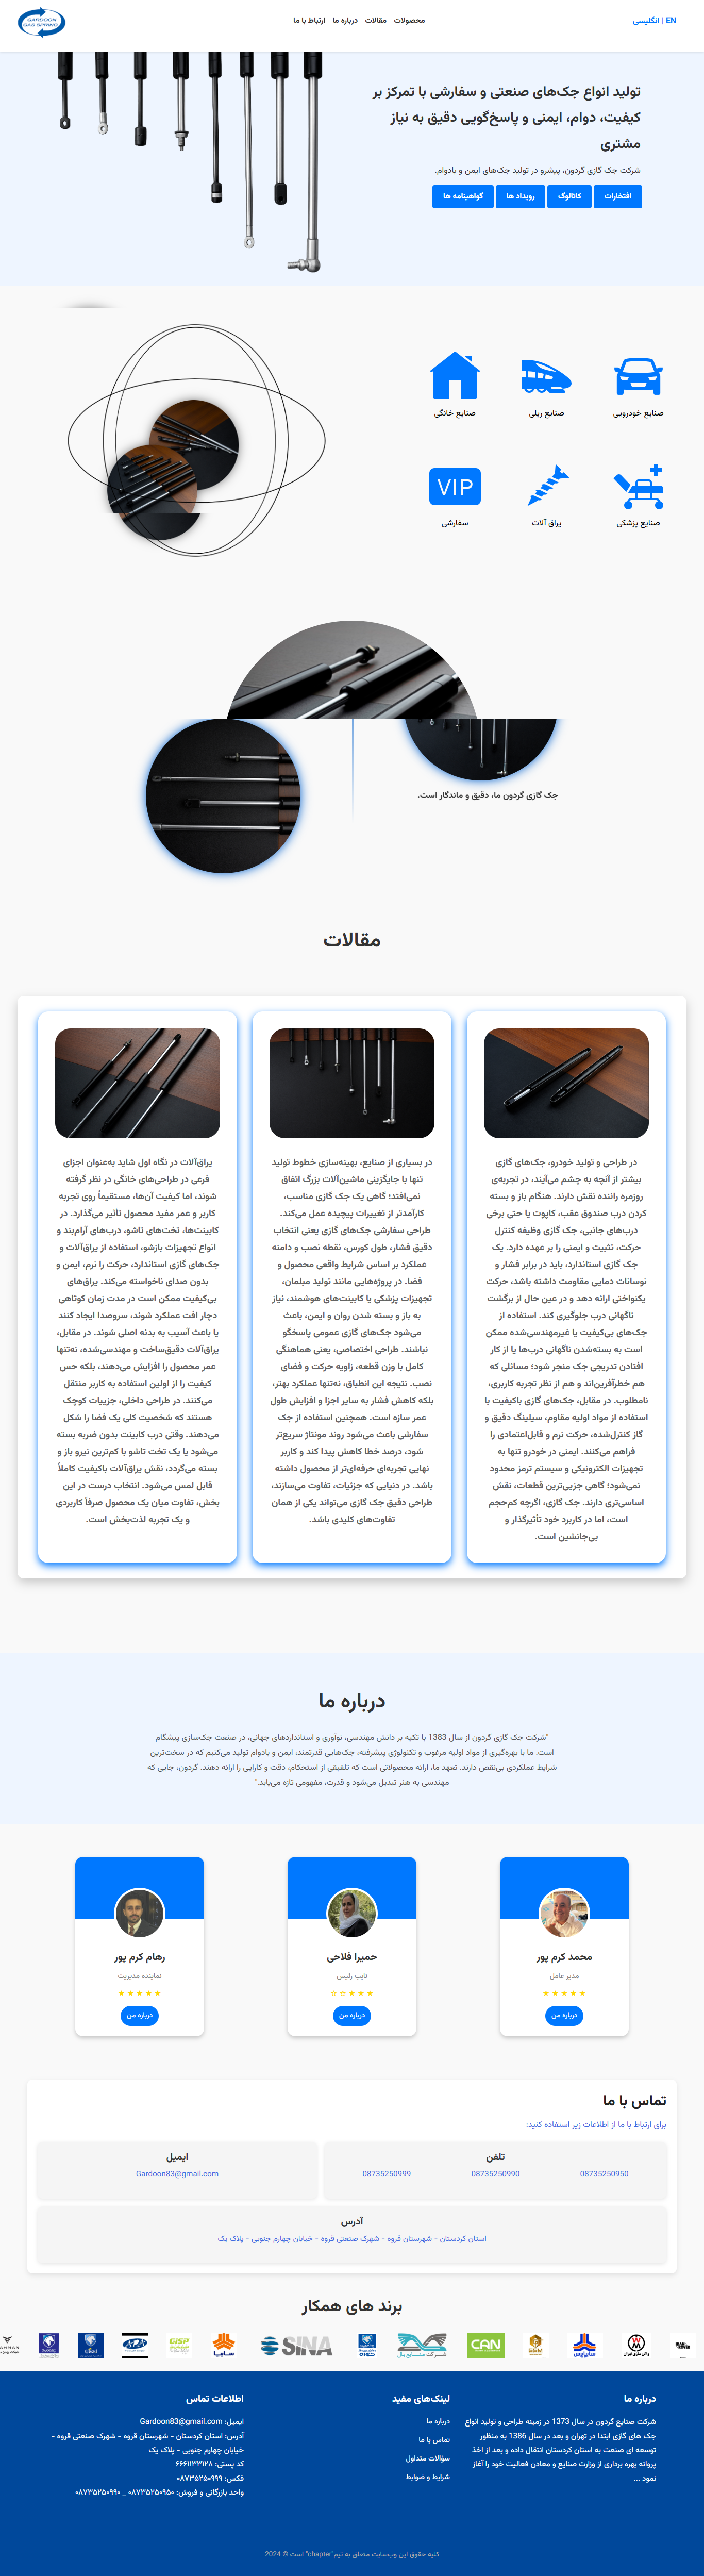 GARDOON
GAS SPRING
محصولات
مقالات
درباره ما
ارتباط با ما
EN | انگلیسی
تولید انواع جک‌های صنعتی و سفارشی با تمرکز بر
کیفیت، دوام، ایمنی و پاسخ‌گویی دقیق به نیاز
مشتری
شرکت جک گازی گردون، پیشرو در تولید جک‌های ایمن و بادوام.
افتخارات
کاتالوگ
رویداد ها
گواهینامه ها
صنایع خودرویی
صنایع ریلی
صنایع خانگی
VIP
صنایع پزشکی
یراق آلات
سفارشی
جک گازی گردون ما، دقیق و ماندگار است.
مقالات
در طراحی و تولید خودرو، جک‌های گازی
بیشتر از آنچه به چشم می‌آیند، در تجربه‌ی
روزمره راننده نقش دارند. هنگام باز و بسته
کردن درب صندوق عقب، کاپوت یا حتی برخی
درب‌های جانبی، جک گازی وظیفه کنترل
حرکت، تثبیت و ایمنی را بر عهده دارد. یک
جک گازی استاندارد، باید در برابر فشار و
نوسانات دمایی مقاومت داشته باشد، حرکت
یکنواختی ارائه دهد و در عین حال از برگشت
ناگهانی درب جلوگیری کند. استفاده از
جک‌های بی‌کیفیت یا غیرمهندسی‌شده ممکن
است به بسته‌شدن ناگهانی درب‌ها یا از کار
افتادن تدریجی جک منجر شود؛ مسائلی که
هم خطرآفرین‌اند و هم از نظر تجربه کاربری،
نامطلوب. در مقابل، جک‌های گازی باکیفیت با
استفاده از مواد اولیه مقاوم، سیلینگ دقیق و
گاز کنترل‌شده، حرکت نرم و قابل‌اعتمادی را
فراهم می‌کنند. ایمنی در خودرو تنها به
تجهیزات الکترونیکی و سیستم ترمز محدود
نمی‌شود؛ گاهی جزیی‌ترین قطعات، نقش
اساسی‌تری دارند. جک گازی، اگرچه کم‌حجم
است، اما در کاربرد خود تأثیرگذار و
بی‌جانشین است.
در بسیاری از صنایع، بهینه‌سازی خطوط تولید
تنها با جایگزینی ماشین‌آلات بزرگ اتفاق
نمی‌افتد؛ گاهی یک جک گازی مناسب،
کارآمدتر از تغییرات پیچیده عمل می‌کند.
طراحی سفارشی جک‌های گازی یعنی انتخاب
دقیق فشار، طول کورس، نقطه نصب و دامنه
عملکرد بر اساس شرایط واقعی محصول و
فضا. در پروژه‌هایی مانند تولید مبلمان،
تجهیزات پزشکی یا کابینت‌های هوشمند، نیاز
به باز و بسته شدن روان و ایمن، باعث
می‌شود جک‌های گازی عمومی پاسخگو
نباشند. طراحی اختصاصی، یعنی هماهنگی
کامل با وزن قطعه، زاویه حرکت و فضای
نصب. نتیجه این انطباق، نه‌تنها عملکرد بهتر،
بلکه کاهش فشار به سایر اجزا و افزایش طول
عمر سازه است. همچنین استفاده از جک
سفارشی باعث می‌شود روند مونتاژ سریع‌تر
شود، درصد خطا کاهش پیدا کند و کاربر
نهایی تجربه‌ای حرفه‌ای‌تر از محصول داشته
باشد. در دنیایی که جزئیات، تفاوت می‌سازند،
طراحی دقیق جک گازی می‌تواند یکی از همان
تفاوت‌های کلیدی باشد.
یراق‌آلات در نگاه اول شاید به‌عنوان اجزای
فرعی در طراحی‌های خانگی در نظر گرفته
شوند، اما کیفیت آن‌ها، مستقیماً روی تجربه
کاربر و عمر مفید محصول تأثیر می‌گذارد. در
کابینت‌ها، تخت‌های تاشو، درب‌های آرام‌بند و
انواع تجهیزات بازشو، استفاده از یراق‌آلات و
جک‌های گازی استاندارد، حرکت را نرم، ایمن و
بدون صدای ناخواسته می‌کند. یراق‌های
بی‌کیفیت ممکن است در مدت زمان کوتاهی
دچار افت عملکرد شوند، سروصدا ایجاد کنند
یا باعث آسیب به بدنه اصلی شوند. در مقابل،
یراق‌آلات دقیق‌ساخت و مهندسی‌شده، نه‌تنها
عمر محصول را افزایش می‌دهند، بلکه حس
کیفیت را از اولین استفاده به کاربر منتقل
می‌کنند. در طراحی داخلی، جزییات کوچک
هستند که شخصیت کلی یک فضا را شکل
می‌دهند. وقتی درب کابینت بدون ضربه بسته
می‌شود یا یک تخت تاشو با کم‌ترین نیرو باز و
بسته می‌گردد، نقش یراق‌آلات باکیفیت کاملاً
قابل لمس می‌شود. انتخاب درست در این
بخش، تفاوت میان یک محصول صرفاً کاربردی
و یک تجربه لذت‌بخش است.
درباره ما
"شرکت جک گازی گردون از سال 1383 با تکیه بر دانش مهندسی، نوآوری و استانداردهای جهانی، در صنعت جک‌سازی پیشگام
است. ما با بهره‌گیری از مواد اولیه مرغوب و تکنولوژی پیشرفته، جک‌هایی قدرتمند، ایمن و بادوام تولید می‌کنیم که در سخت‌ترین
شرایط عملکردی بی‌نقص دارند. تعهد ما، ارائه محصولاتی است که تلفیقی از استحکام، دقت و کارایی را ارائه دهند. گردون، جایی که
مهندسی به هنر تبدیل می‌شود و قدرت، مفهومی تازه می‌یابد."
محمد کرم پور
مدیر عامل
درباره من
حمیرا فلاحی
نایب رئیس
درباره من
رهام کرم پور
نماینده مدیریت
درباره من
تماس با ما
برای ارتباط با ما از اطلاعات زیر استفاده کنید:
تلفن
08735250950
08735250990
08735250999
ایمیل
Gardoon83@gmail.com
آدرس
استان کردستان - شهرستان قروه - شهرک صنعتی قروه - خیابان چهارم جنوبی - پلاک یک
برند های همکار
واگن سازی تهران
سایپایس
GSM
CAN
شرکت صنایع بال
SINA
سایپا
GISP
درباره ما
شرکت صنایع گردون در سال 1373 در زمینه طراحی و تولید انواع
جک های گازی ابتدا در تهران و بعد در سال 1386 به منظور
توسعه ای صنعت به استان کردستان انتقال داده و بعد از اخذ
پروانه بهره برداری از وزارت صنایع و معادن فعالیت خود را آغاز
نمود ...
لینک‌های مفید
درباره ما
تماس با ما
سؤالات متداول
شرایط و ضوابط
اطلاعات تماس
ایمیل: Gardoon83@gmail.com
آدرس: استان کردستان - شهرستان قروه - شهرک صنعتی قروه -
خیابان چهارم جنوبی - پلاک یک
کد پستی: ۶۶۶۱۱۳۳۱۲۸
فکس: ۰۸۷۳۵۲۵۰۹۹۹
واحد بازرگانی و فروش: ۰۸۷۳۵۲۵۰۹۵۰ _ ۰۸۷۳۵۲۵۰۹۹۰
کلیه حقوق این وب‌سایت متعلق به تیم"chapter" است © 2024